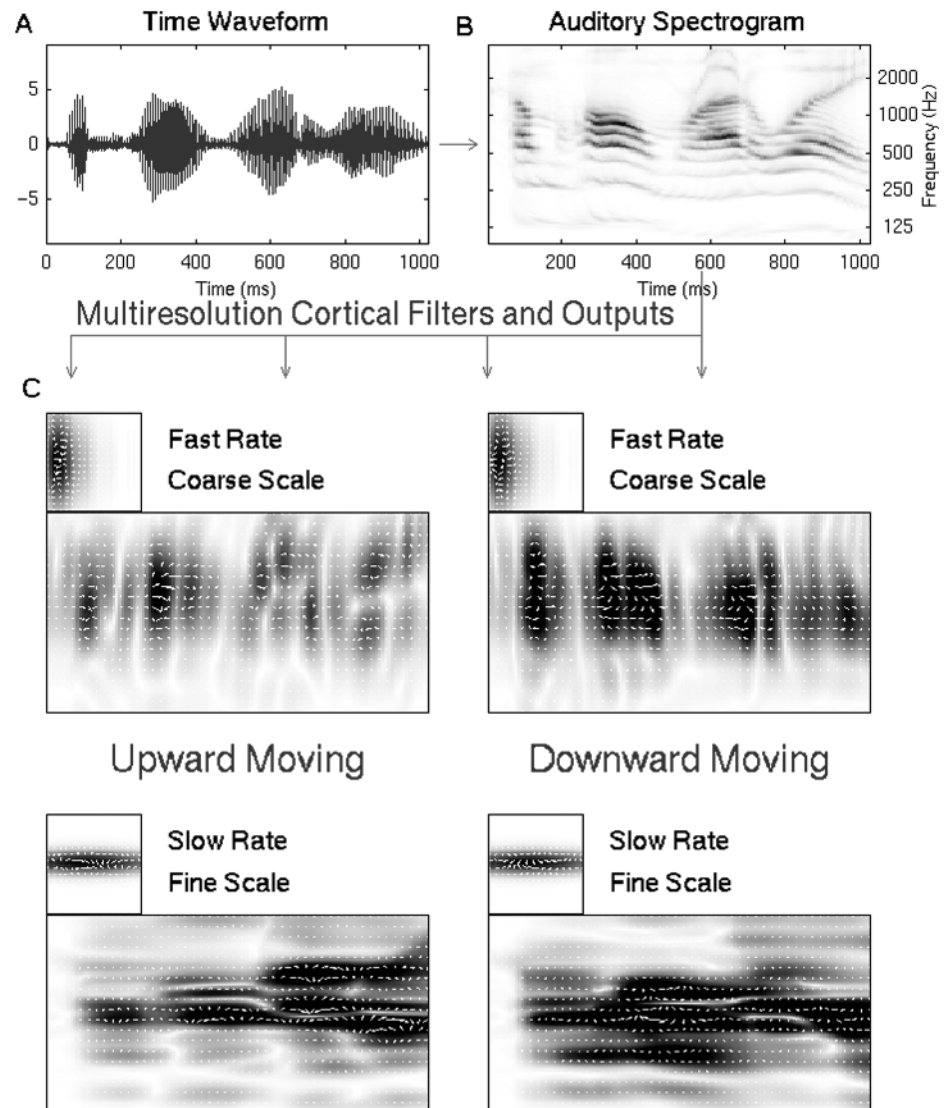 A Time Waveform
B Auditory Spectrogram
5
0
−5
0 200 400 600 800 1000
Time (ms)
2000
1000
500
250
125
Frequency (Hz)
0 200 400 600 800 1000
Time (ms)
Multiresolution Cortical Filters and Outputs
C
Fast Rate
Coarse Scale
Fast Rate
Coarse Scale
Upward Moving
Downward Moving
Slow Rate
Fine Scale
Slow Rate
Fine Scale